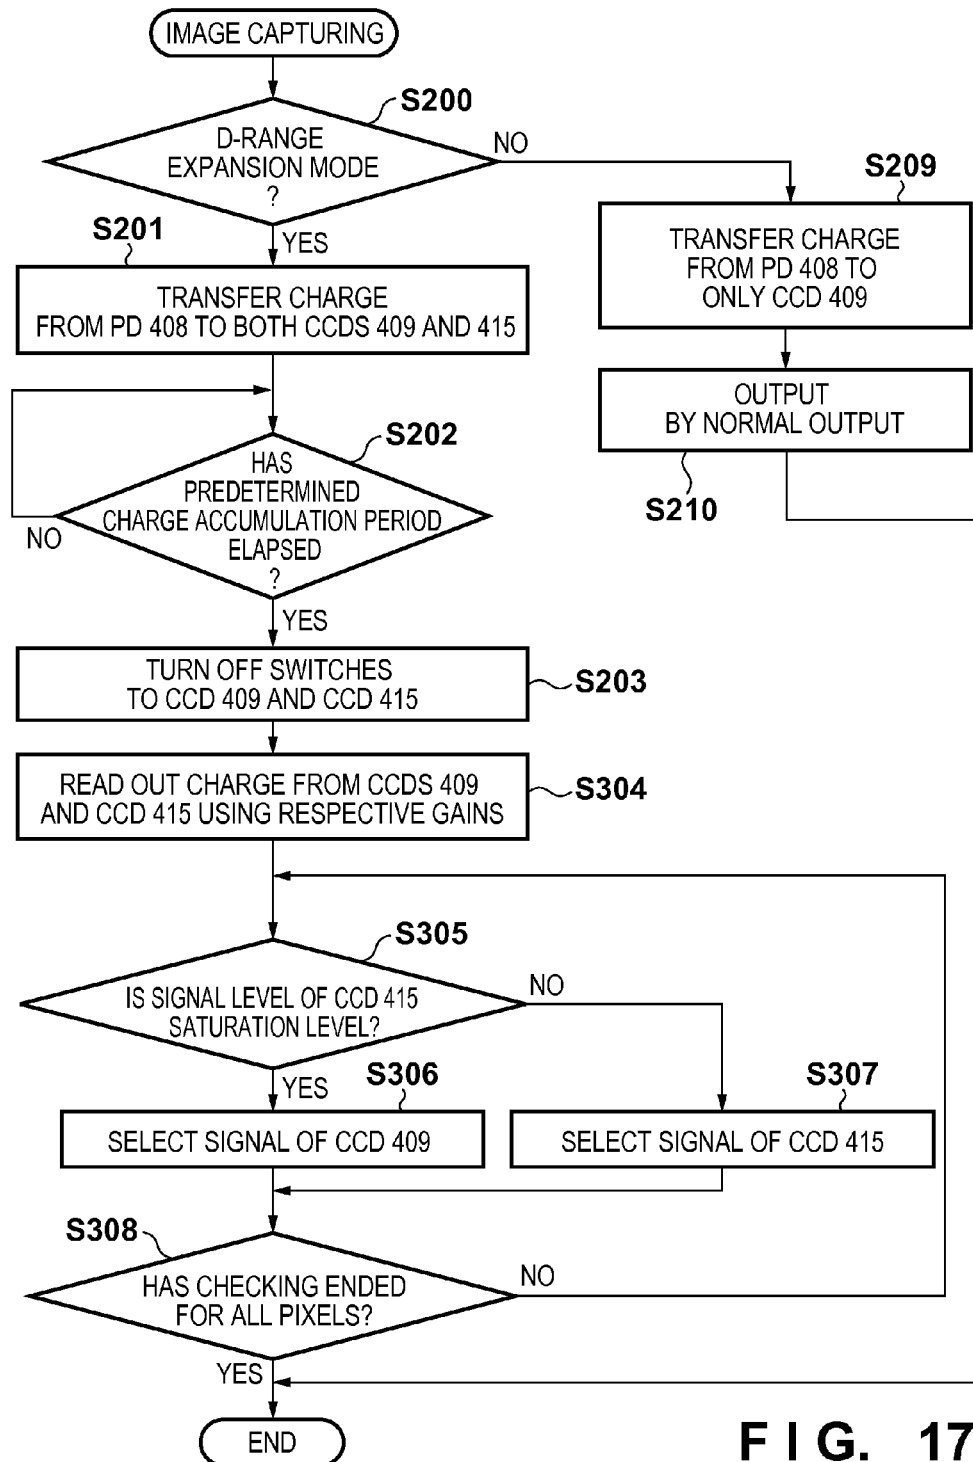 IMAGE CAPTURING
S200
D-RANGE
EXPANSION MODE
?
NO
YES
S201
TRANSFER CHARGE
FROM PD 408 TO BOTH CCDS 409 AND 415
S209
TRANSFER CHARGE
FROM PD 408 TO
ONLY CCD 409
OUTPUT
BY NORMAL OUTPUT
S210
S202
HAS
PREDETERMINED
CHARGE ACCUMULATION PERIOD
ELAPSED
?
NO
YES
TURN OFF SWITCHES
TO CCD 409 AND CCD 415
S203
READ OUT CHARGE FROM CCDS 409
AND CCD 415 USING RESPECTIVE GAINS
S304
S305
IS SIGNAL LEVEL OF CCD 415
SATURATION LEVEL?
NO
YES
S306
SELECT SIGNAL OF CCD 409
S307
SELECT SIGNAL OF CCD 415
S308
HAS CHECKING ENDED
FOR ALL PIXELS?
NO
YES
END
FIG. 17